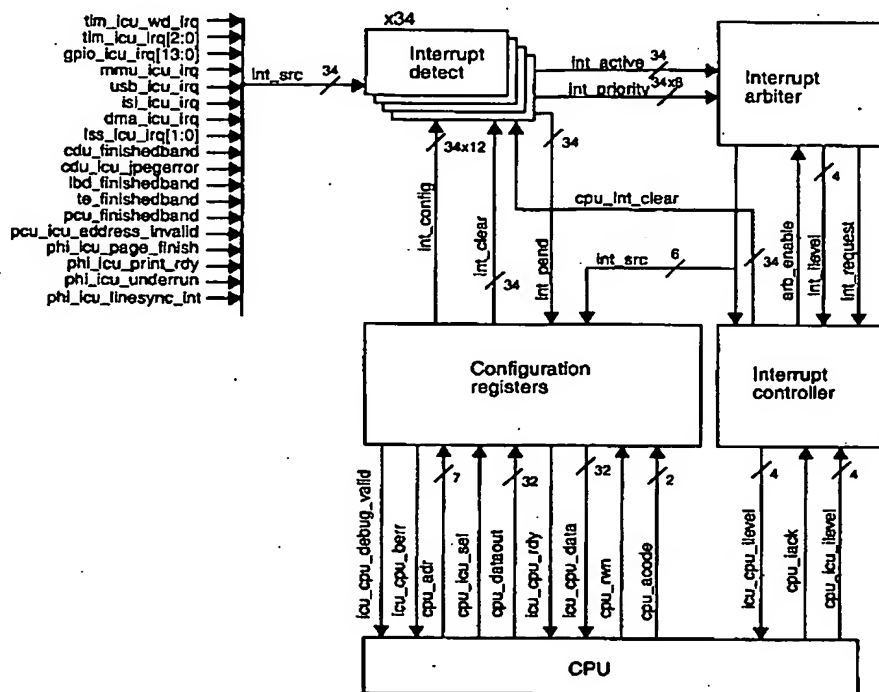 tim_icu_wd_irq
tim_icu_irq[2:0]
gpio_icu_irq[13:0]
mmu_icu_irq
usb_icu_irq
isi_icu_irq
dma_icu_irq
lss_icu_irq[1:0]
cdu_finishedband
cdu_icu_jpegerror
lbd_finishedband
te_finishedband
pcu_finishedband
pcu_icu_address_invalid
phi_icu_page_finish
phi_icu_print_rdy
phi_icu_underrun
phi_icu_linesync_int
int_src
34
x34
Interrupt
detect
int_active
34
int_priority
34x8
Interrupt
arbiter
34x12
34
int_config
int_clear
34
int_pend
cpu_int_clear
int_src
6
34
arb_enable
4
int_ilevel
int_request
Configuration
registers
Interrupt
controller
icu_cpu_debug_valid
icu_cpu_berr
cpu_adr
7
cpu_icu_sel
cpu_dataout
32
icu_cpu_rdy
icu_cpu_data
32
cpu_rwn
cpu_acode
2
icu_cpu_ilevel
4
cpu_iack
cpu_icu_ilevel
4
CPU